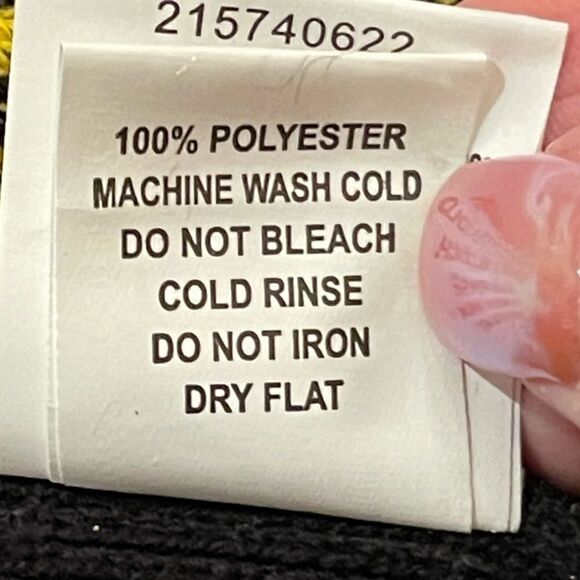 215740622
100% POLYESTER
MACHINE WASH COLD
DO NOT BLEACH
COLD RINSE
DO NOT IRON
DRY FLAT